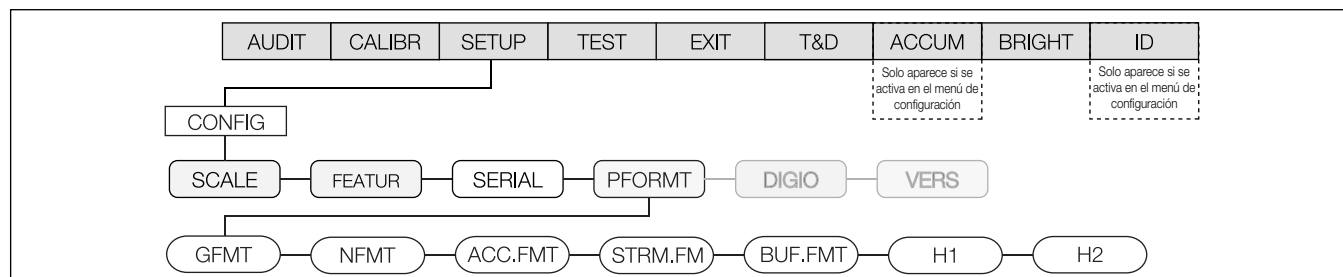 AUDIT CALIBR SETUP TEST EXIT T&D ACCUM BRIGHT ID
Solo aparece si se
activa en el menú de
configuración
Solo aparece si se
activa en el menú de
configuración
CONFIG
SCALE FEATUR SERIAL PFORMT DIGIO VERS
GFMT NFMT ACC.FMT STRM.FM BUF.FMT H1 H2